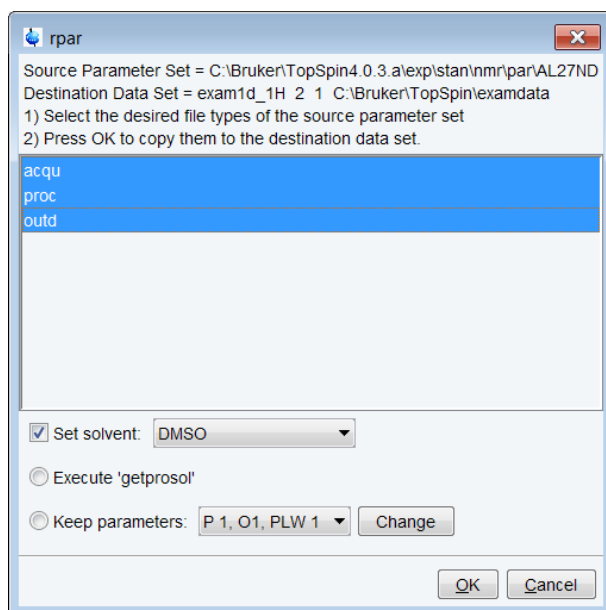 rpar
Source Parameter Set = C:\Bruker\TopSpin4.0.3.a\exp\stan\nmr\par\AL27ND
Destination Data Set = exam1d_1H 2 1 C:\Bruker\TopSpin\examdata
1) Select the desired file types of the source parameter set
2) Press OK to copy them to the destination data set.
acqu
proc
outd
Set solvent: DMSO
Execute 'getprosol'
Keep parameters: P 1, O1, PLW 1 Change
OK Cancel